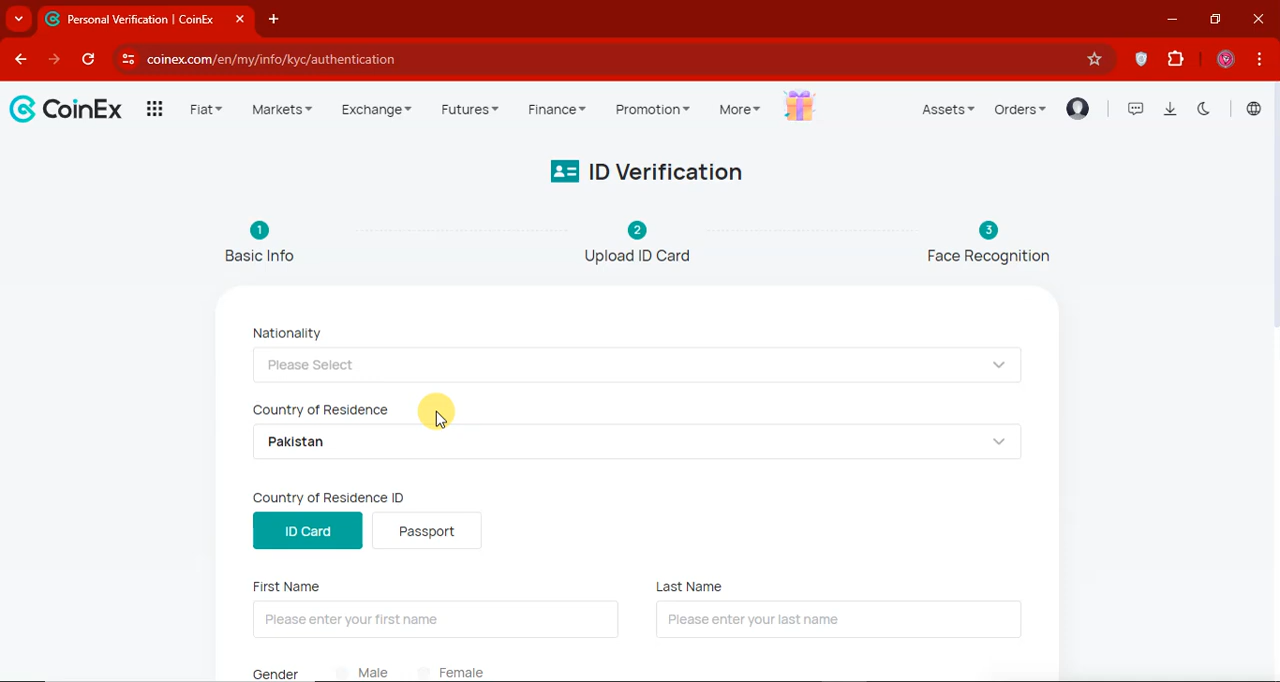 Personal Verification | CoinEx
coinex.com/en/my/info/kyc/authentication
CoinEx Fiat Markets Exchange Futures Finance Promotion More Assets Orders
ID Verification
1 2 3
Basic Info Upload ID Card Face Recognition
Nationality
Please Select
Country of Residence
Pakistan
Country of Residence ID
ID Card Passport
First Name Last Name
Please enter your first name Please enter your last name
Gender Male Female